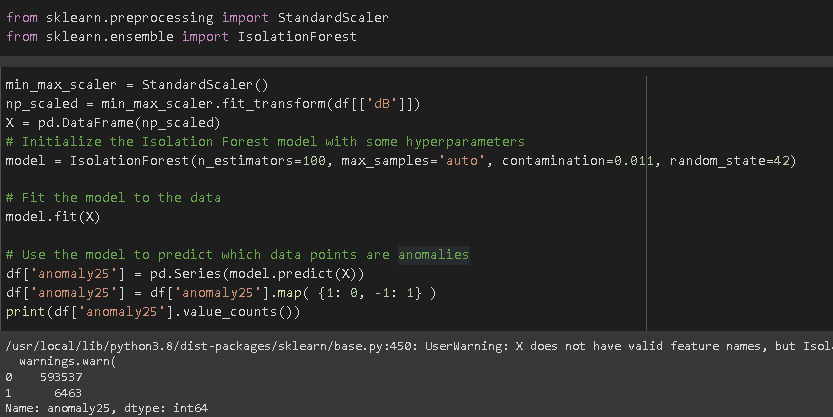 from sklearn.preprocessing import StandardScaler
from sklearn.ensemble import IsolationForest
min_max_scaler = StandardScaler()
np_scaled = min_max_scaler.fit_transform(df[['dB']])
X = pd.DataFrame(np_scaled)
# Initialize the Isolation Forest model with some hyperparameters
model = IsolationForest(n_estimators=100, max_samples='auto', contamination=0.011, random_state=42)
# Fit the model to the data
model.fit(X)
# Use the model to predict which data points are anomalies
df['anomaly25'] = pd.Series(model.predict(X))
df['anomaly25'] = df['anomaly25'].map( {1: 0, -1: 1} )
print(df['anomaly25'].value_counts())
/usr/local/lib/python3.8/dist-packages/sklearn/base.py:450: UserWarning: X does not have valid feature names, but Isol
warnings.warn(
0 593537
1 6463
Name: anomaly25, dtype: int64